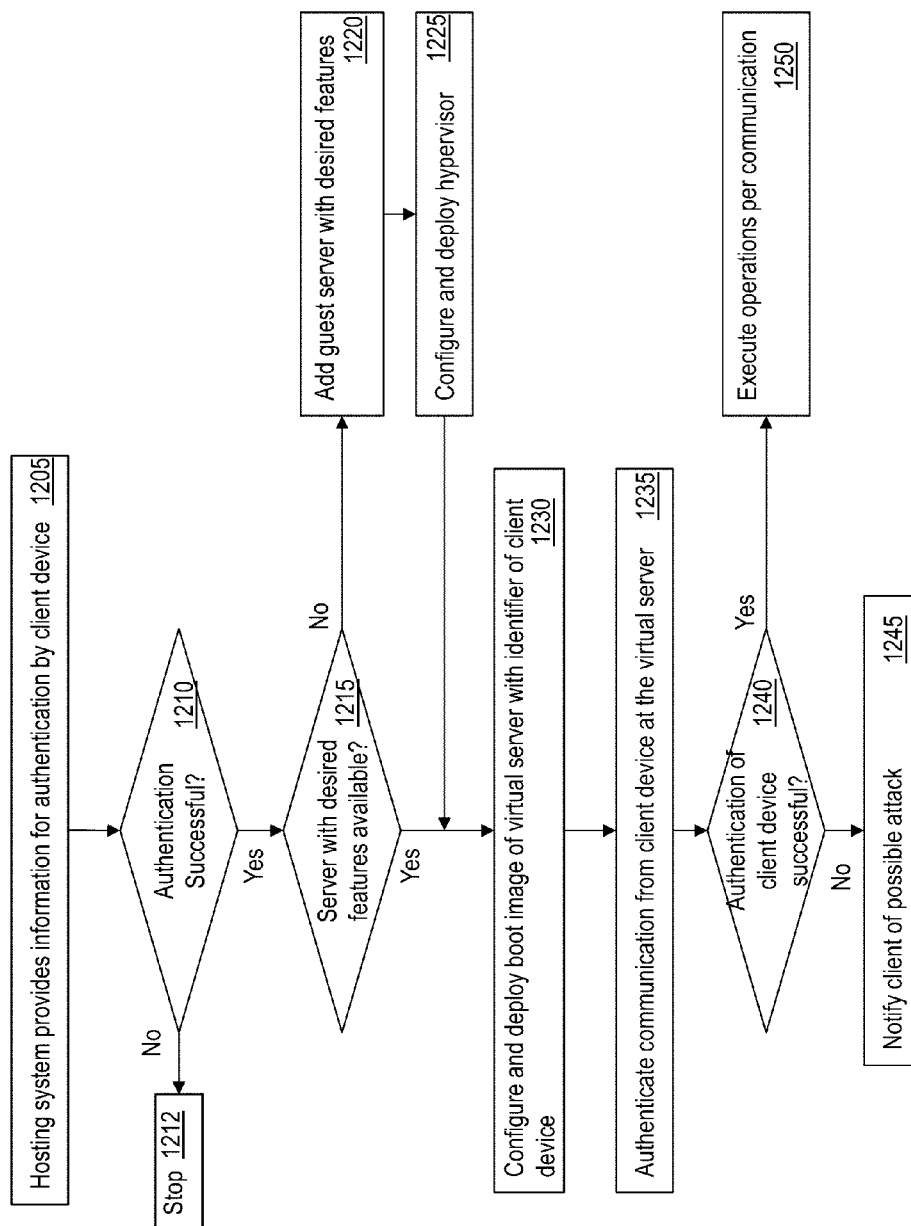 Hosting system provides information for authentication by client device 1205
Authentication
Successful?
1210
No
Stop 1212
Yes
Server with desired
features available?
1215
No
Add guest server with desired features
1220
Configure and deploy hypervisor
1225
Yes
Configure and deploy boot image of virtual server with identifier of client
device
1230
Authenticate communication from client device at the virtual server
1235
Authentication of
client device
successful?
1240
Yes
Execute operations per communication
1250
No
Notify client of possible attack
1245